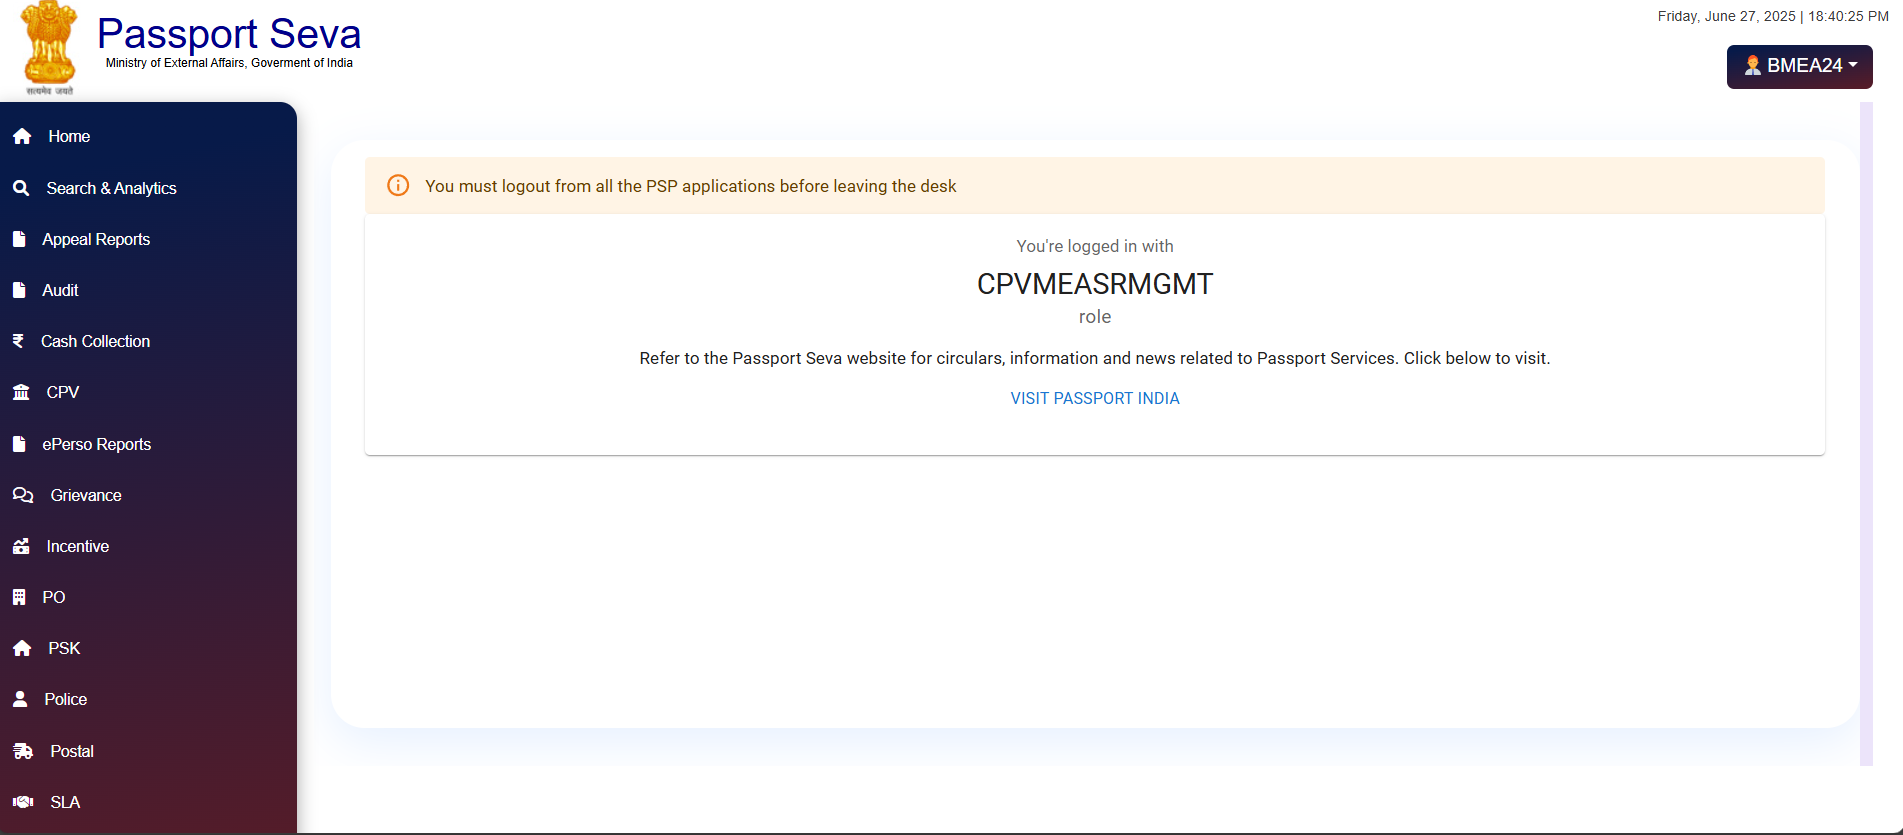 Passport Seva
Ministry of External Affairs, Goverment of India
सत्यमेव जयते
Friday, June 27, 2025 | 18:40:25 PM
BMEA24
Home
Search & Analytics
Appeal Reports
Audit
Cash Collection
CPV
ePerso Reports
Grievance
Incentive
PO
PSK
Police
Postal
SLA
You must logout from all the PSP applications before leaving the desk
You're logged in with
CPVMEASRMGMT
role
Refer to the Passport Seva website for circulars, information and news related to Passport Services. Click below to visit.
VISIT PASSPORT INDIA